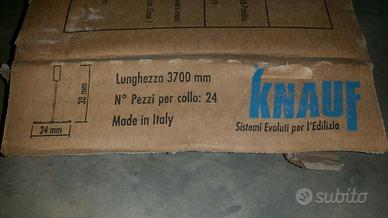 Lunghezza 3700 mm
N° Pezzi per collo: 24
Made in Italy
38 mm
24 mm
KNAUF
Sistemi Evoluti per l'Edilizia
subito